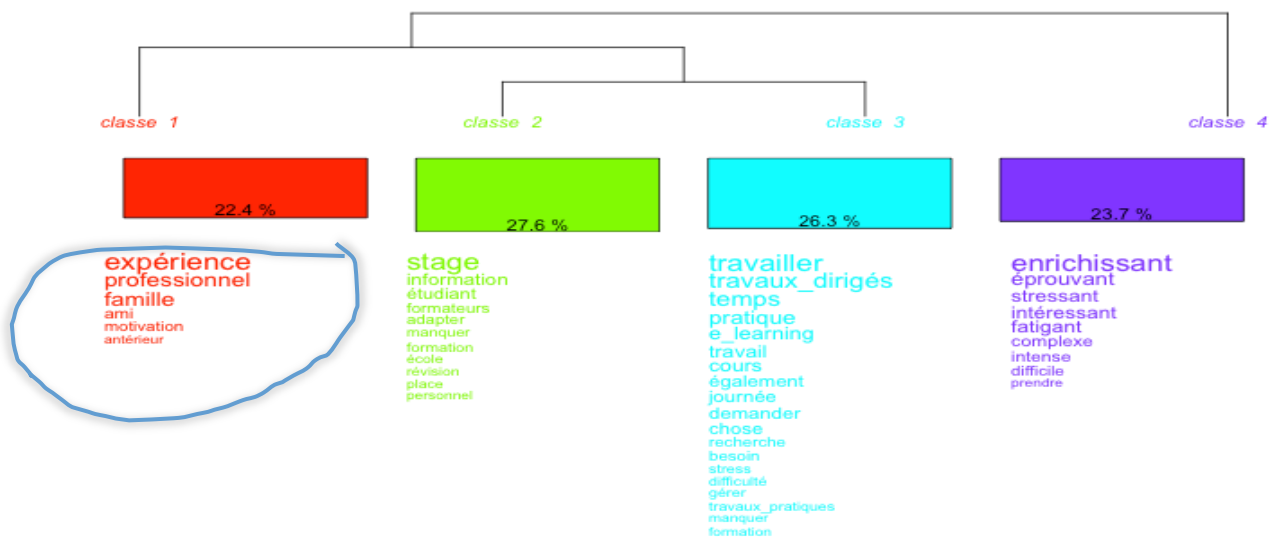 classe 1
classe 2
classe 3
classe 4
22.4 %
27.6 %
26.3 %
23.7 %
expérience
professionnel
famille
ami
motivation
antérieur
stage
information
étudiant
formateurs
adapter
manquer
formation
école
révision
place
personnel
travailler
travaux_dirigés
temps
pratique
e_learning
travail
cours
également
journée
demander
chose
recherche
besoin
stress
difficulté
gérer
travaux_pratiques
manquer
formation
enrichissant
éprouvant
stressant
intéressant
fatigant
complexe
intense
difficile
prendre